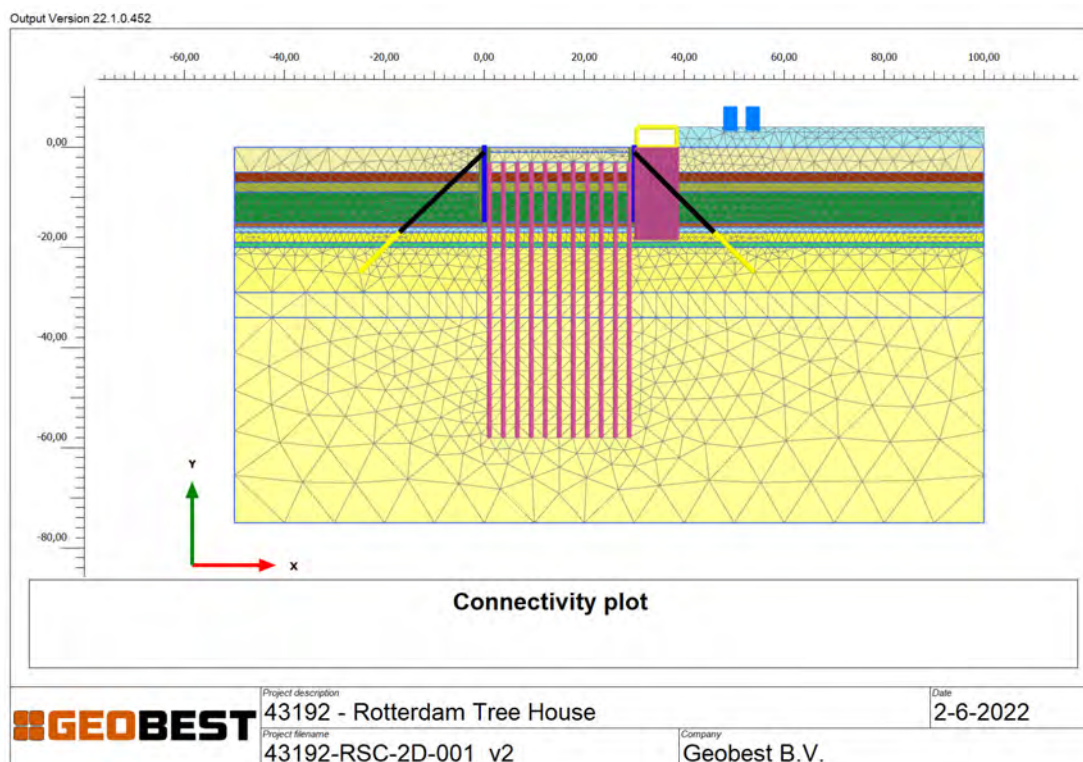 Output Version 22.1.0.452
-60,00 -40,00 -20,00 0,00 20,00 40,00 60,00 80,00 100,00
0,00
-20,00
-40,00
-60,00
-80,00
Y
X
Connectivity plot
GEOBEST
Project description
43192 - Rotterdam Tree House
Date
2-6-2022
Project filename
43192-RSC-2D-001 v2
Company
Geobest B.V.